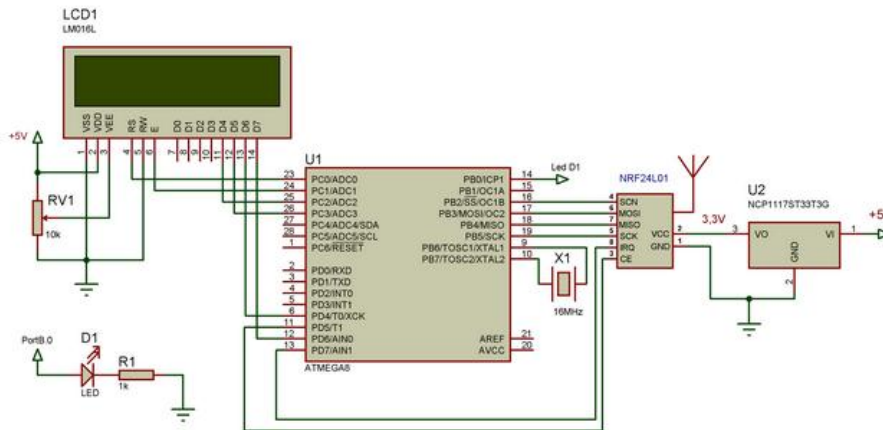 LCD1
LM016L
VSS VDD VEE RS RW E D0 D1 D2 D3 D4 D5 D6 D7
1 2 3 4 5 6 7 8 9 10 11 12 13 14
+5V
RV1
10k
U1
23 PC0/ADC0 PB0/ICP1 14 Led D1
24 PC1/ADC1 PB1/OC1A 15
25 PC2/ADC2 PB2/SS/OC1B 16
26 PC3/ADC3 PB3/MOSI/OC2 17
27 PC4/ADC4/SDA PB4/MISO 18
28 PC5/ADC5/SCL PB5/SCK 19
1 PC6/RESET PB6/TOSC1/XTAL1 9
PB7/TOSC2/XTAL2 10
2 PD0/RXD
3 PD1/TXD
4 PD2/INT0
5 PD3/INT1
6 PD4/T0/XCK
11 PD5/T1
12 PD6/AIN0 AREF 21
13 PD7/AIN1 AVCC 20
ATMEGA8
X1
16MHz
NRF24L01
4 SCN
6 MOSI
7 MISO
5 SCK
8 IRQ
3 CE
VCC 2
GND 1
3,3V
U2
NCP1117ST33T3G
3 VO VI 1
GND
2
+5
PortB.0
D1
LED
R1
1k